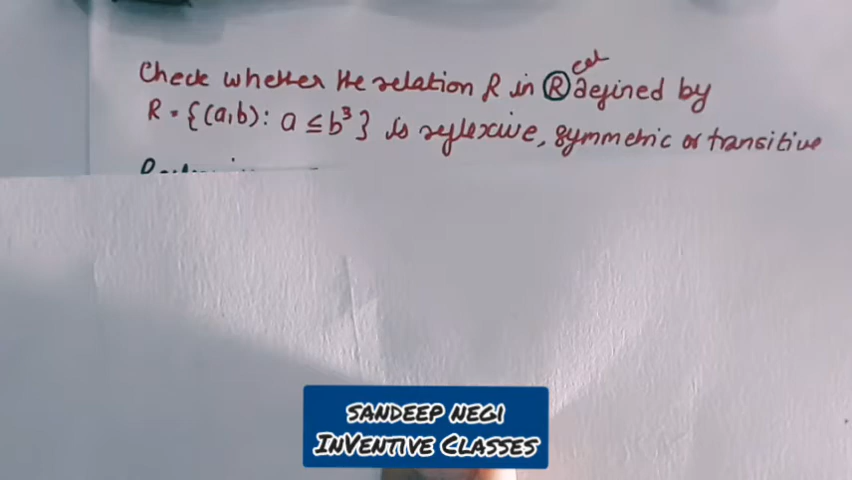 Check whether the relation R in Ⓡ defined by
R = {(a,b): a ≤ b³} is reflexive, symmetric or transitive
SANDEEP NEGI
INVENTIVE CLASSES